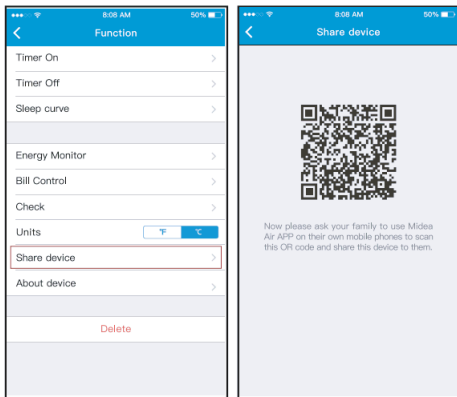 8:08 AM
50%
Function
Timer On
Timer Off
Sleep curve
Energy Monitor
Bill Control
Check
Units
℉
℃
Share device
About device
Delete
8:08 AM
50%
Share device
Now please ask your family to use Midea
Air APP on their own mobile phones to scan
this OR code and share this device to them.